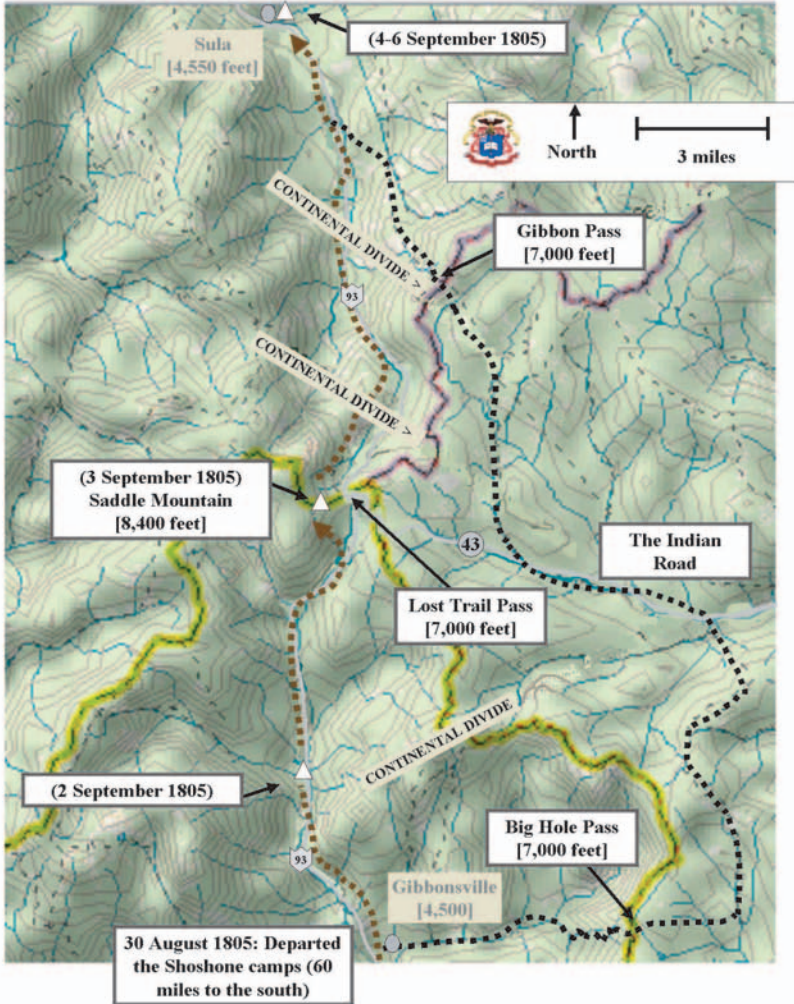 (4-6 September 1805)
Sula
[4,550 feet]
North
3 miles
CONTINENTAL DIVIDE >
Gibbon Pass
[7,000 feet]
93
CONTINENTAL DIVIDE >
(3 September 1805)
Saddle Mountain
[8,400 feet]
43
The Indian
Road
Lost Trail Pass
[7,000 feet]
CONTINENTAL DIVIDE
(2 September 1805)
Big Hole Pass
[7,000 feet]
93
Gibbonsville
[4,500]
30 August 1805: Departed
the Shoshone camps (60
miles to the south)